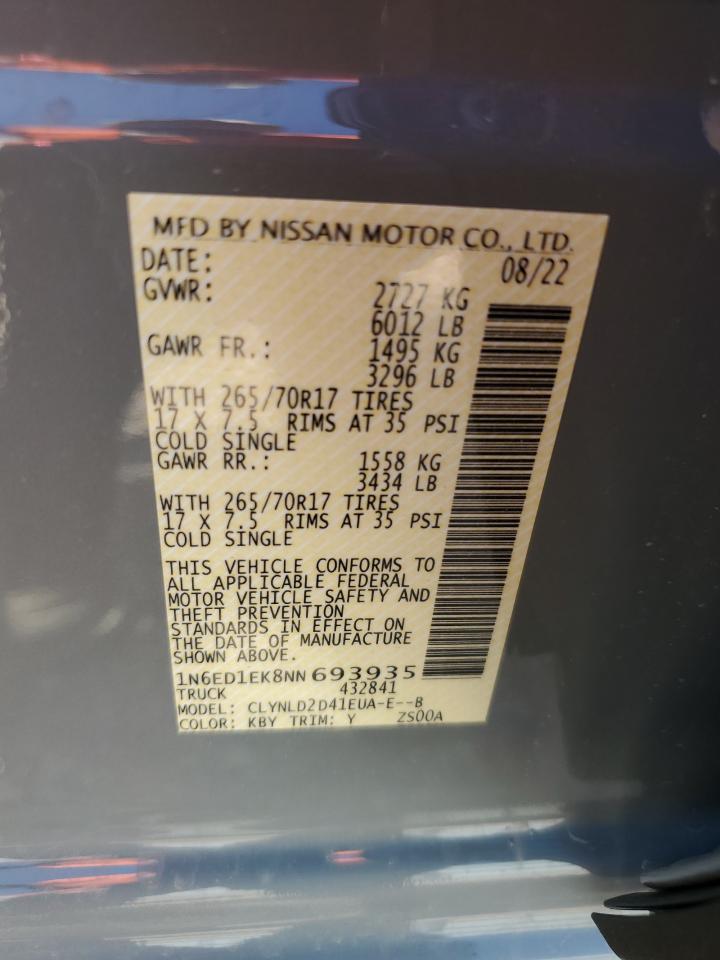 MFD BY NISSAN MOTOR CO., LTD.
DATE: 08/22
GVWR: 2727 KG
6012 LB
GAWR FR.: 1495 KG
3296 LB
WITH 265/70R17 TIRES
17 X 7.5 RIMS AT 35 PSI
COLD SINGLE
GAWR RR.: 1558 KG
3434 LB
WITH 265/70R17 TIRES
17 X 7.5 RIMS AT 35 PSI
COLD SINGLE
THIS VEHICLE CONFORMS TO
ALL APPLICABLE FEDERAL
MOTOR VEHICLE SAFETY AND
THEFT PREVENTION
STANDARDS IN EFFECT ON
THE DATE OF MANUFACTURE
SHOWN ABOVE.
1N6ED1EK8NN693935
TRUCK 432841
MODEL: CLYNLD2D41EUA-E--B
COLOR: KBY TRIM: Y ZS00A